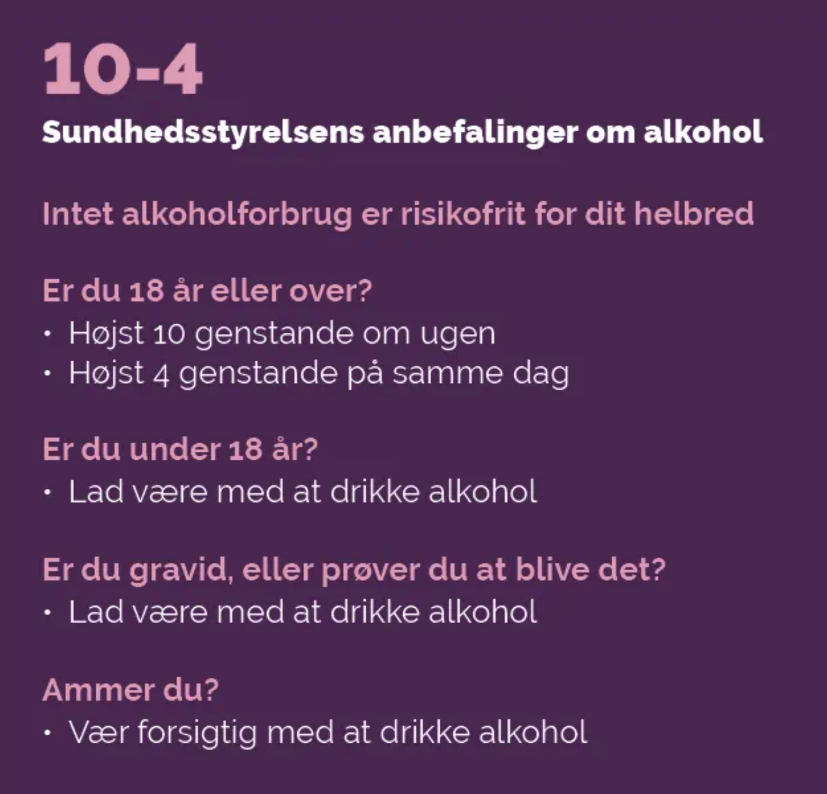 10-4
Sundhedsstyrelsens anbefalinger om alkohol
Intet alkoholforbrug er risikofrit for dit helbred
Er du 18 år eller over?
• Højst 10 genstande om ugen
• Højst 4 genstande på samme dag
Er du under 18 år?
• Lad være med at drikke alkohol
Er du gravid, eller prøver du at blive det?
• Lad være med at drikke alkohol
Ammer du?
• Vær forsigtig med at drikke alkohol